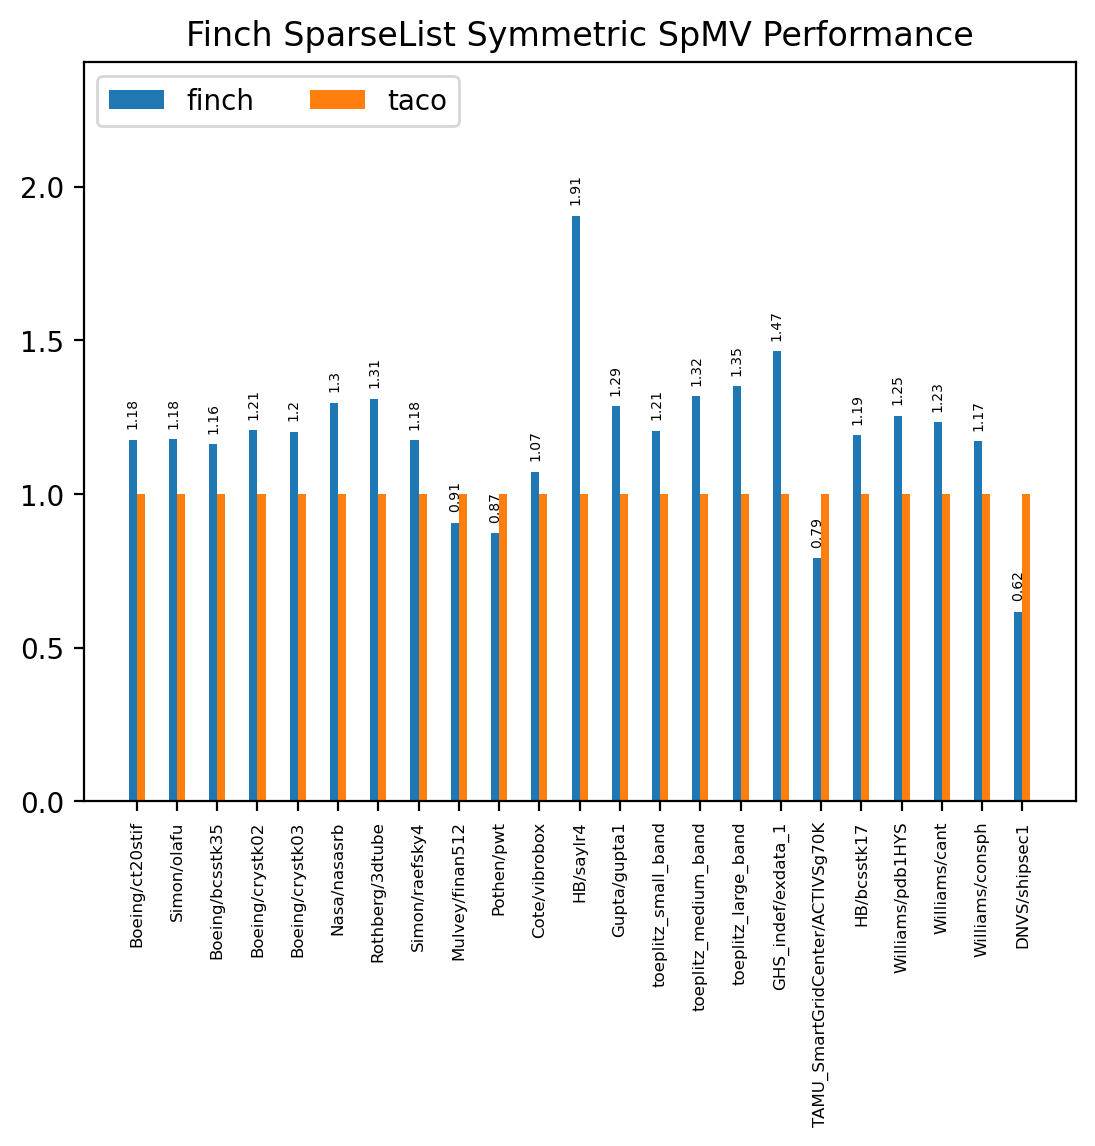 Finch SparseList Symmetric SpMV Performance
finch
taco
2.0
1.5
1.0
0.5
0.0
1.18
1.18
1.16
1.21
1.2
1.3
1.31
1.18
0.91
0.87
1.07
1.91
1.29
1.21
1.32
1.35
1.47
0.79
1.19
1.25
1.23
1.17
0.62
Boeing/ct20stif
Simon/olafu
Boeing/bcsstk35
Boeing/crystk02
Boeing/crystk03
Nasa/nasasrb
Rothberg/3dtube
Simon/raefsky4
Mulvey/finan512
Pothen/pwt
Cote/vibrobox
HB/saylr4
Gupta/gupta1
toeplitz_small_band
toeplitz_medium_band
toeplitz_large_band
GHS_indef/exdata_1
TAMU_SmartGridCenter/ACTIVSg70K
HB/bcsstk17
Williams/pdb1HYS
Williams/cant
Williams/consph
DNVS/shipsec1